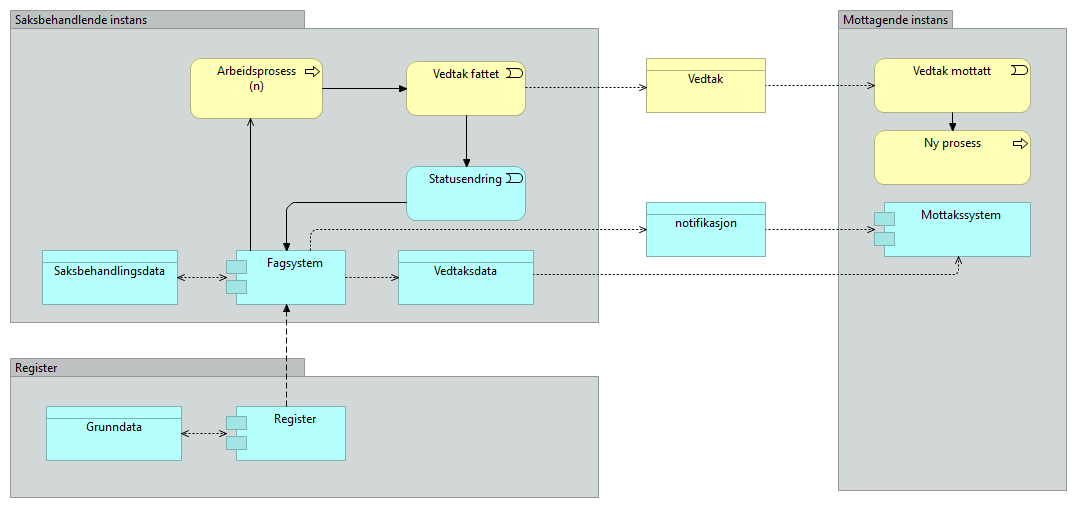 Saksbehandlende instans
Mottagende instans
Arbeidsprosess
(n)
Vedtak fattet
Vedtak
Vedtak mottatt
Ny prosess
Statusendring
notifikasjon
Mottakssystem
Saksbehandlingsdata
Fagsystem
Vedtaksdata
Register
Grunndata
Register